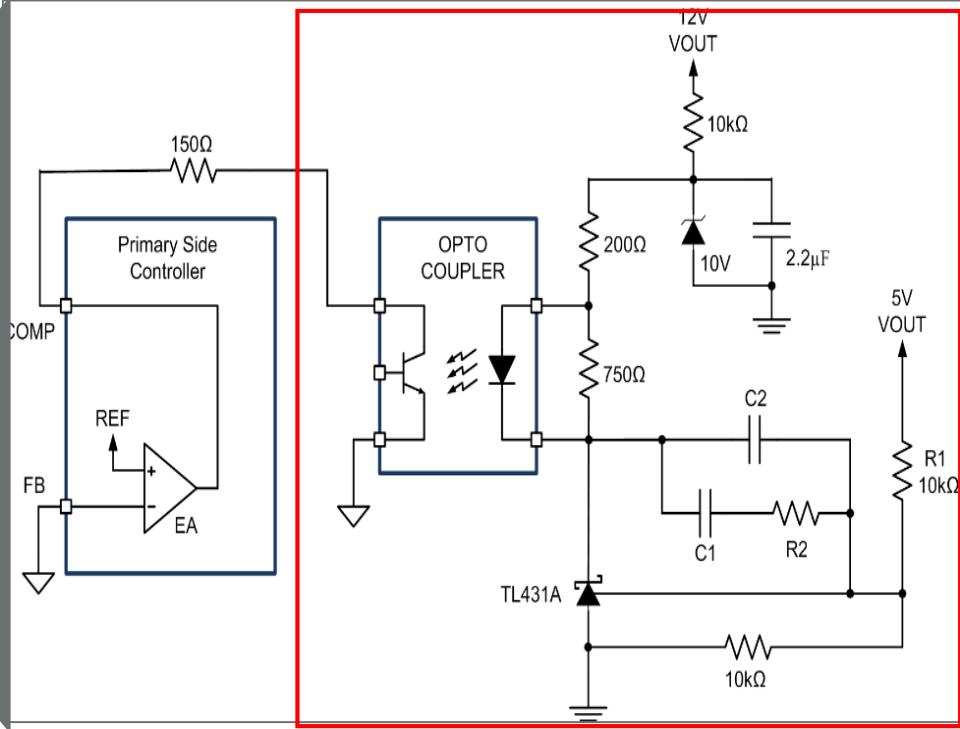 12V
VOUT
10kΩ
150Ω
Primary Side
Controller
OPTO
COUPLER
200Ω
10V
2.2μF
5V
VOUT
COMP
750Ω
C2
REF
R1
10kΩ
FB
+
−
EA
C1
R2
TL431A
10kΩ